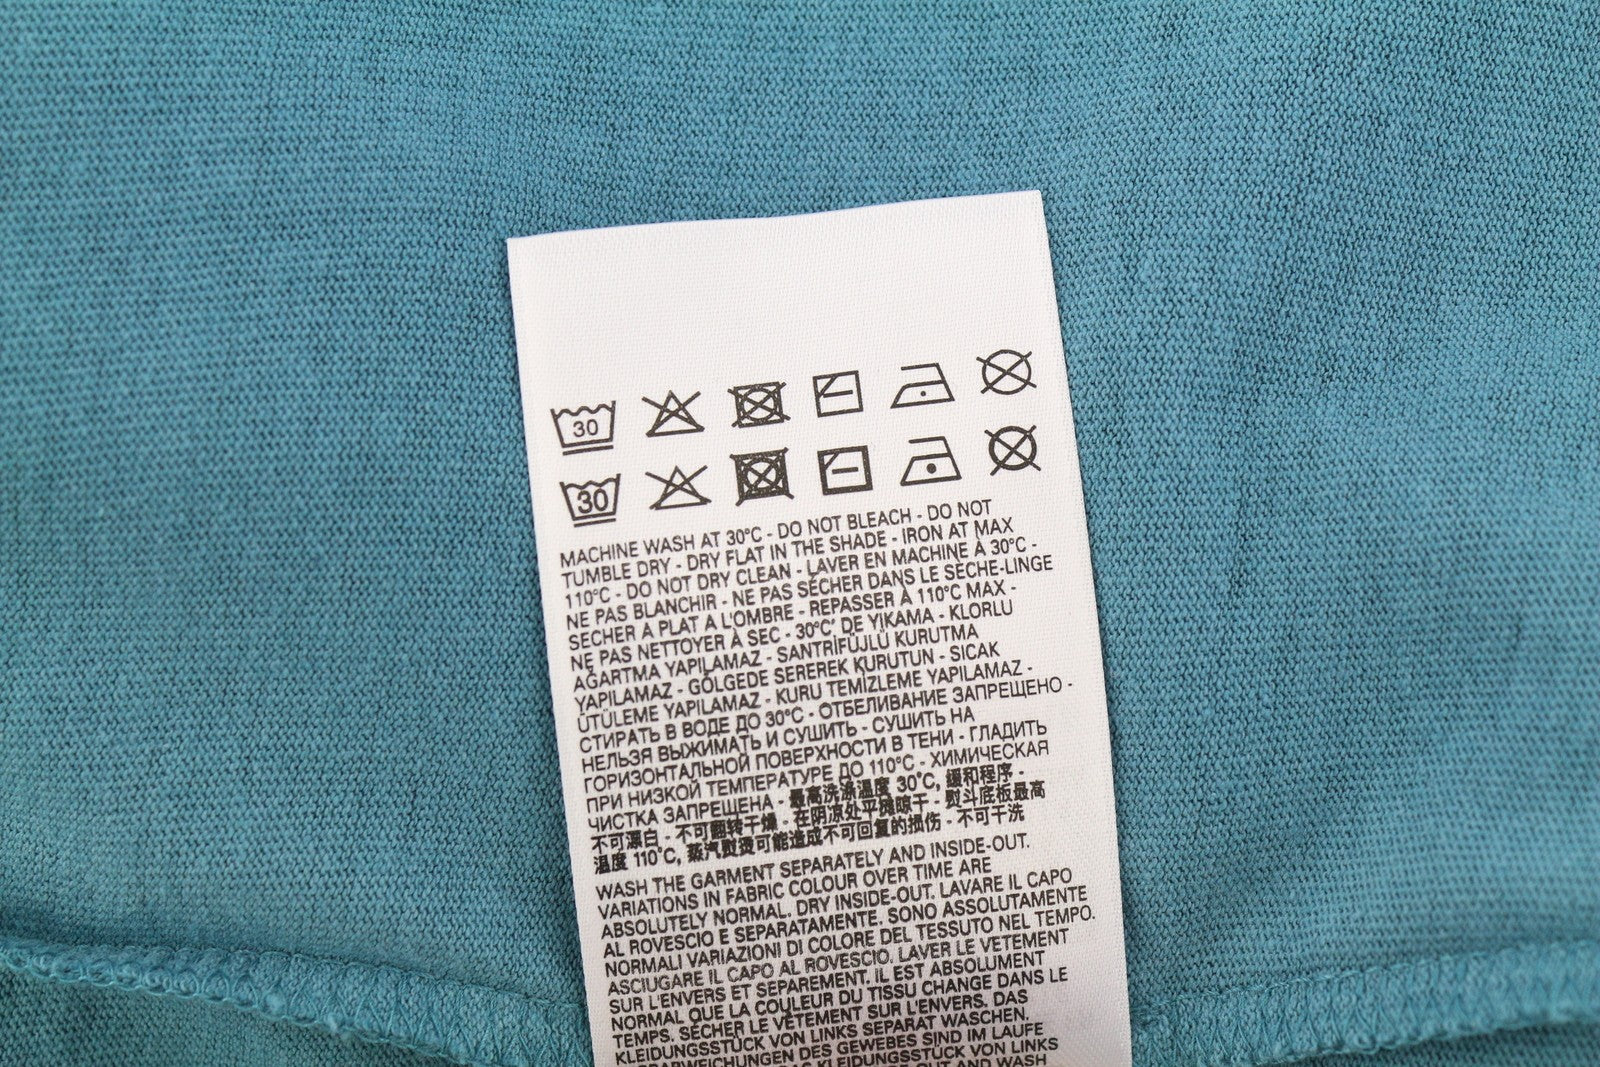 30
30
MACHINE WASH AT 30°C - DO NOT BLEACH - DO NOT
TUMBLE DRY - DRY FLAT IN THE SHADE - IRON AT MAX
110°C - DO NOT DRY CLEAN - LAVER EN MACHINE À 30°C -
NE PAS BLANCHIR - NE PAS SÉCHER DANS LE SÈCHE-LINGE
SECHER A PLAT A L'OMBRE - REPASSER À 110°C MAX -
NE PAS NETTOYER À SEC - 30°C' DE YIKAMA - KLORLU
AĞARTMA YAPILAMAZ - SANTRİFÜJLÜ KURUTMA
YAPILAMAZ - GÖLGEDE SEREREK KURUTUN - SICAK
ÜTÜLEME YAPILAMAZ - KURU TEMİZLEME YAPILAMAZ -
СТИРАТЬ В ВОДЕ ДО 30°C - ОТБЕЛИВАНИЕ ЗАПРЕЩЕНО -
НЕЛЬЗЯ ВЫЖИМАТЬ И СУШИТЬ - СУШИТЬ НА
ГОРИЗОНТАЛЬНОЙ ПОВЕРХНОСТИ В ТЕНИ - ГЛАДИТЬ
ПРИ НИЗКОЙ ТЕМПЕРАТУРЕ ДО 110°C - ХИМИЧЕСКАЯ
ЧИСТКА ЗАПРЕЩЕНА - 最高洗涤温度 30°C, 缓和程序 -
不可漂白 - 不可翻转干燥 - 在阴凉处平摊晾干 - 熨斗底板最高
温度 110°C, 蒸汽熨烫可能造成不可回复的损伤 - 不可干洗
WASH THE GARMENT SEPARATELY AND INSIDE-OUT.
VARIATIONS IN FABRIC COLOUR OVER TIME ARE
ABSOLUTELY NORMAL. DRY INSIDE-OUT. LAVARE IL CAPO
AL ROVESCIO E SEPARATAMENTE. SONO ASSOLUTAMENTE
NORMALI VARIAZIONI DI COLORE DEL TESSUTO NEL TEMPO.
ASCIUGARE IL CAPO AL ROVESCIO. LAVER LE VETEMENT
SUR L'ENVERS ET SEPAREMENT. IL EST ABSOLUMENT
NORMAL QUE LA COULEUR DU TISSU CHANGE DANS LE
TEMPS. SÉCHER LE VÊTEMENT SUR L'ENVERS. DAS
KLEIDUNGSSTÜCK VON LINKS SEPARAT WASCHEN.
FARBABWEICHUNGEN DES GEWEBES SIND IM LAUFE
DAS KLEIDUNGSSTÜCK VON LINKS
OUT AND WASH